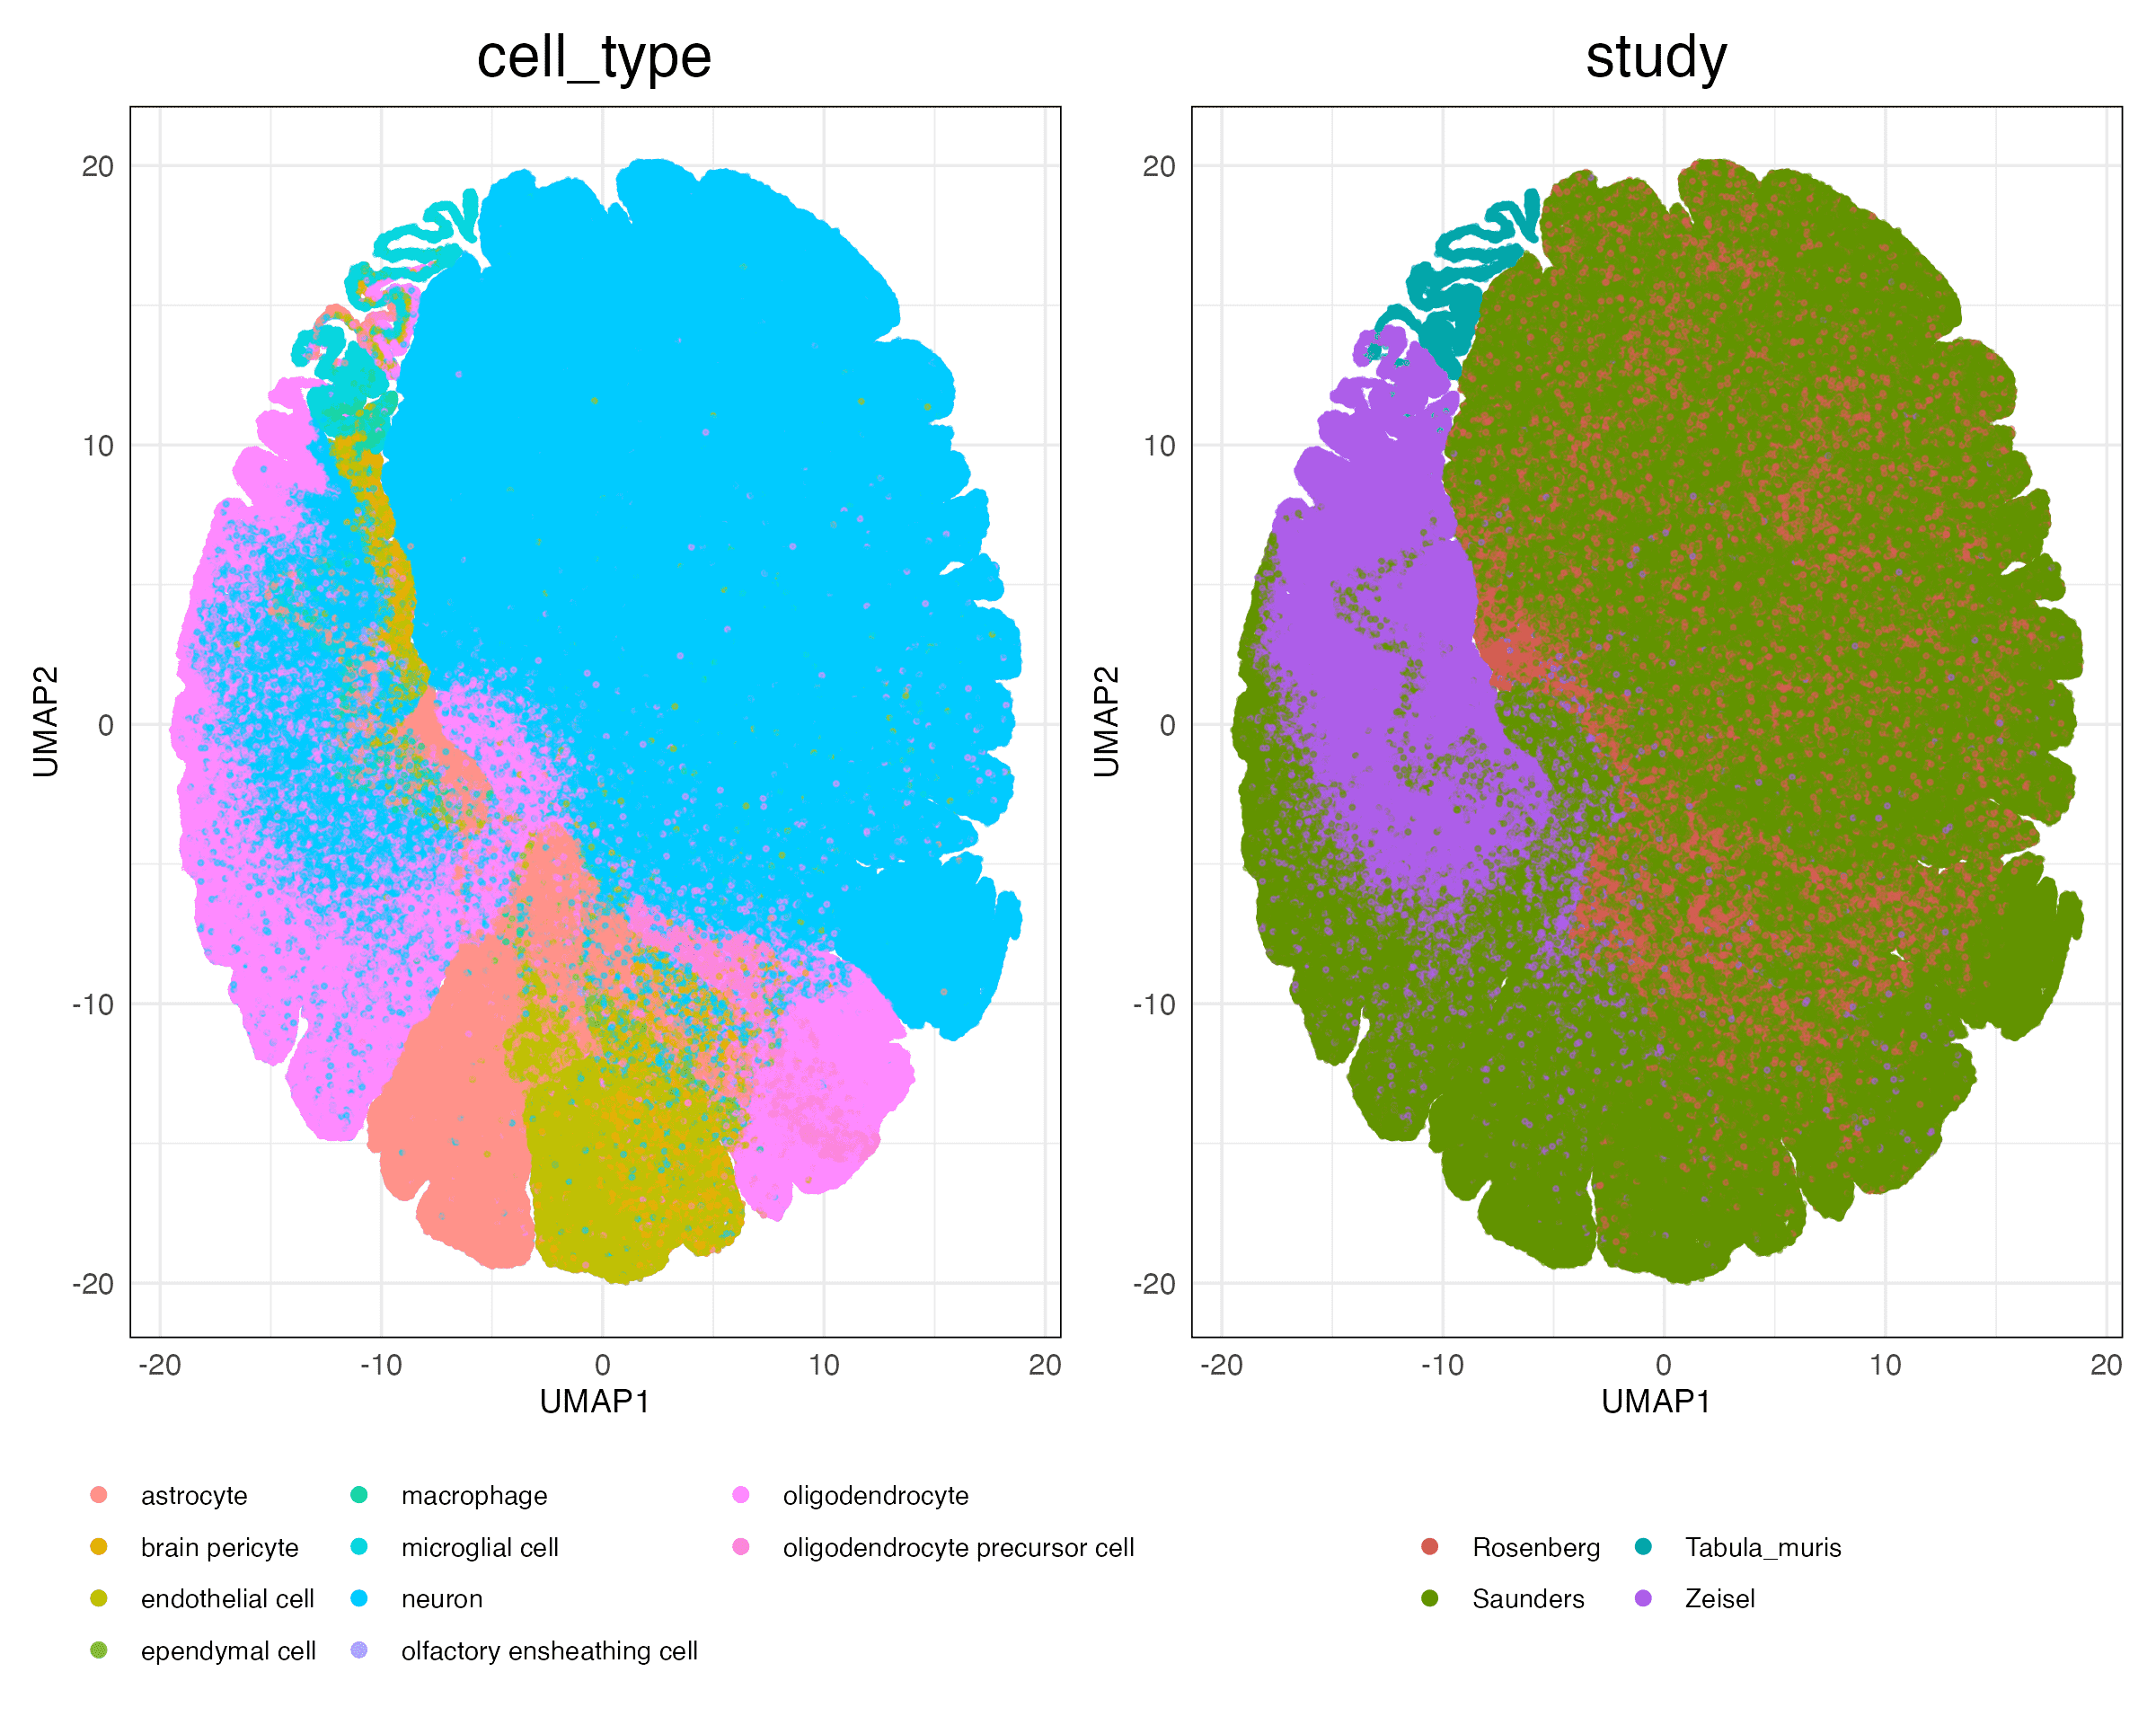 cell_type
study
20
10
0
-10
-20
UMAP2
-20
-10
0
10
20
UMAP1
20
10
0
-10
-20
UMAP2
-20
-10
0
10
20
UMAP1
astrocyte
brain pericyte
endothelial cell
ependymal cell
macrophage
microglial cell
neuron
olfactory ensheathing cell
oligodendrocyte
oligodendrocyte precursor cell
Rosenberg
Saunders
Tabula_muris
Zeisel